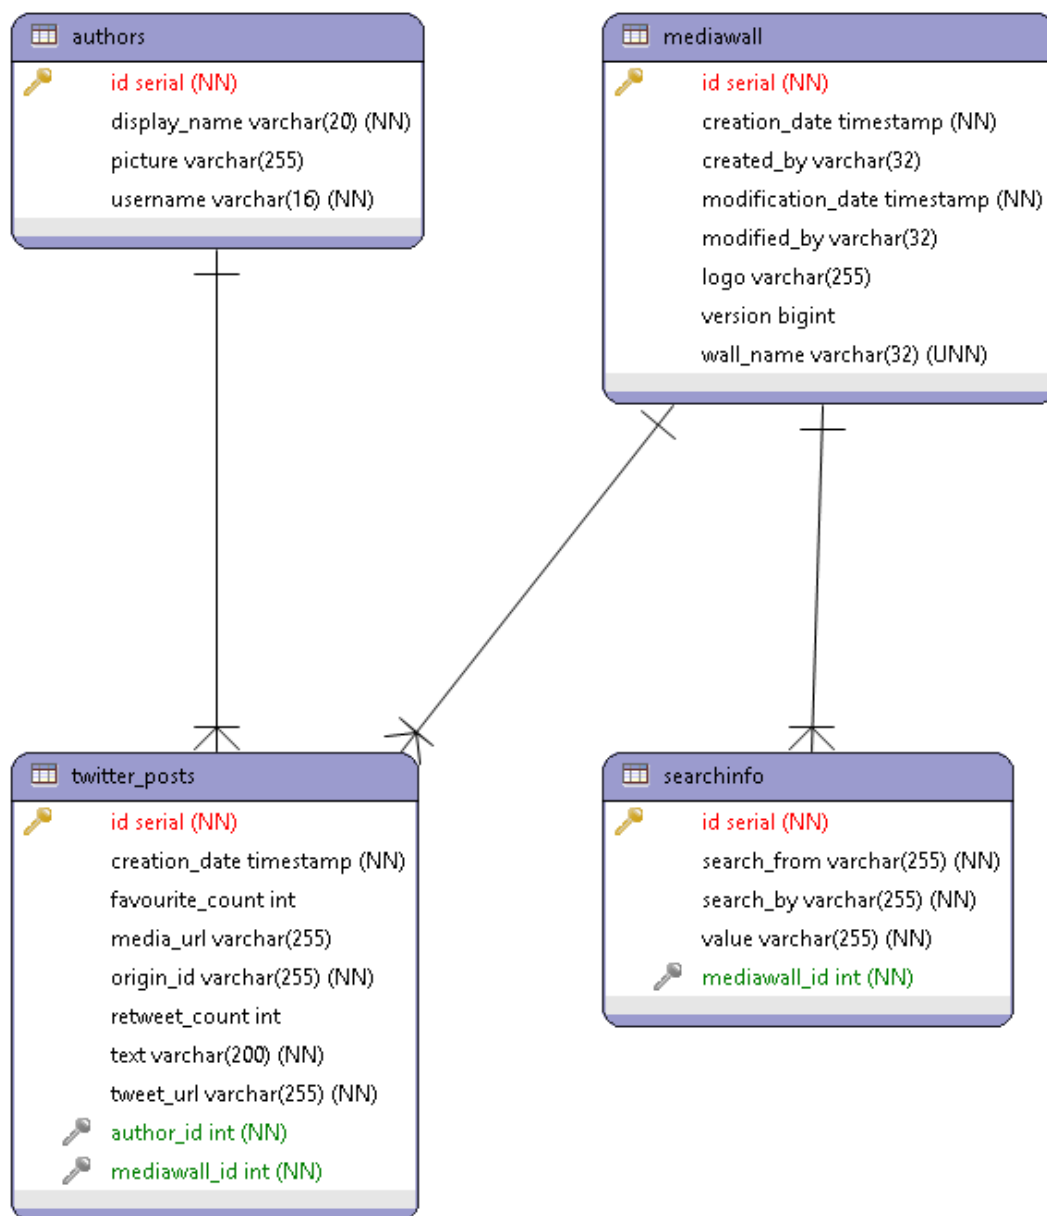 authors
id serial (NN)
display_name varchar(20) (NN)
picture varchar(255)
username varchar(16) (NN)
mediawall
id serial (NN)
creation_date timestamp (NN)
created_by varchar(32)
modification_date timestamp (NN)
modified_by varchar(32)
logo varchar(255)
version bigint
wall_name varchar(32) (UNN)
twitter_posts
id serial (NN)
creation_date timestamp (NN)
favourite_count int
media_url varchar(255)
origin_id varchar(255) (NN)
retweet_count int
text varchar(200) (NN)
tweet_url varchar(255) (NN)
author_id int (NN)
mediawall_id int (NN)
searchinfo
id serial (NN)
search_from varchar(255) (NN)
search_by varchar(255) (NN)
value varchar(255) (NN)
mediawall_id int (NN)